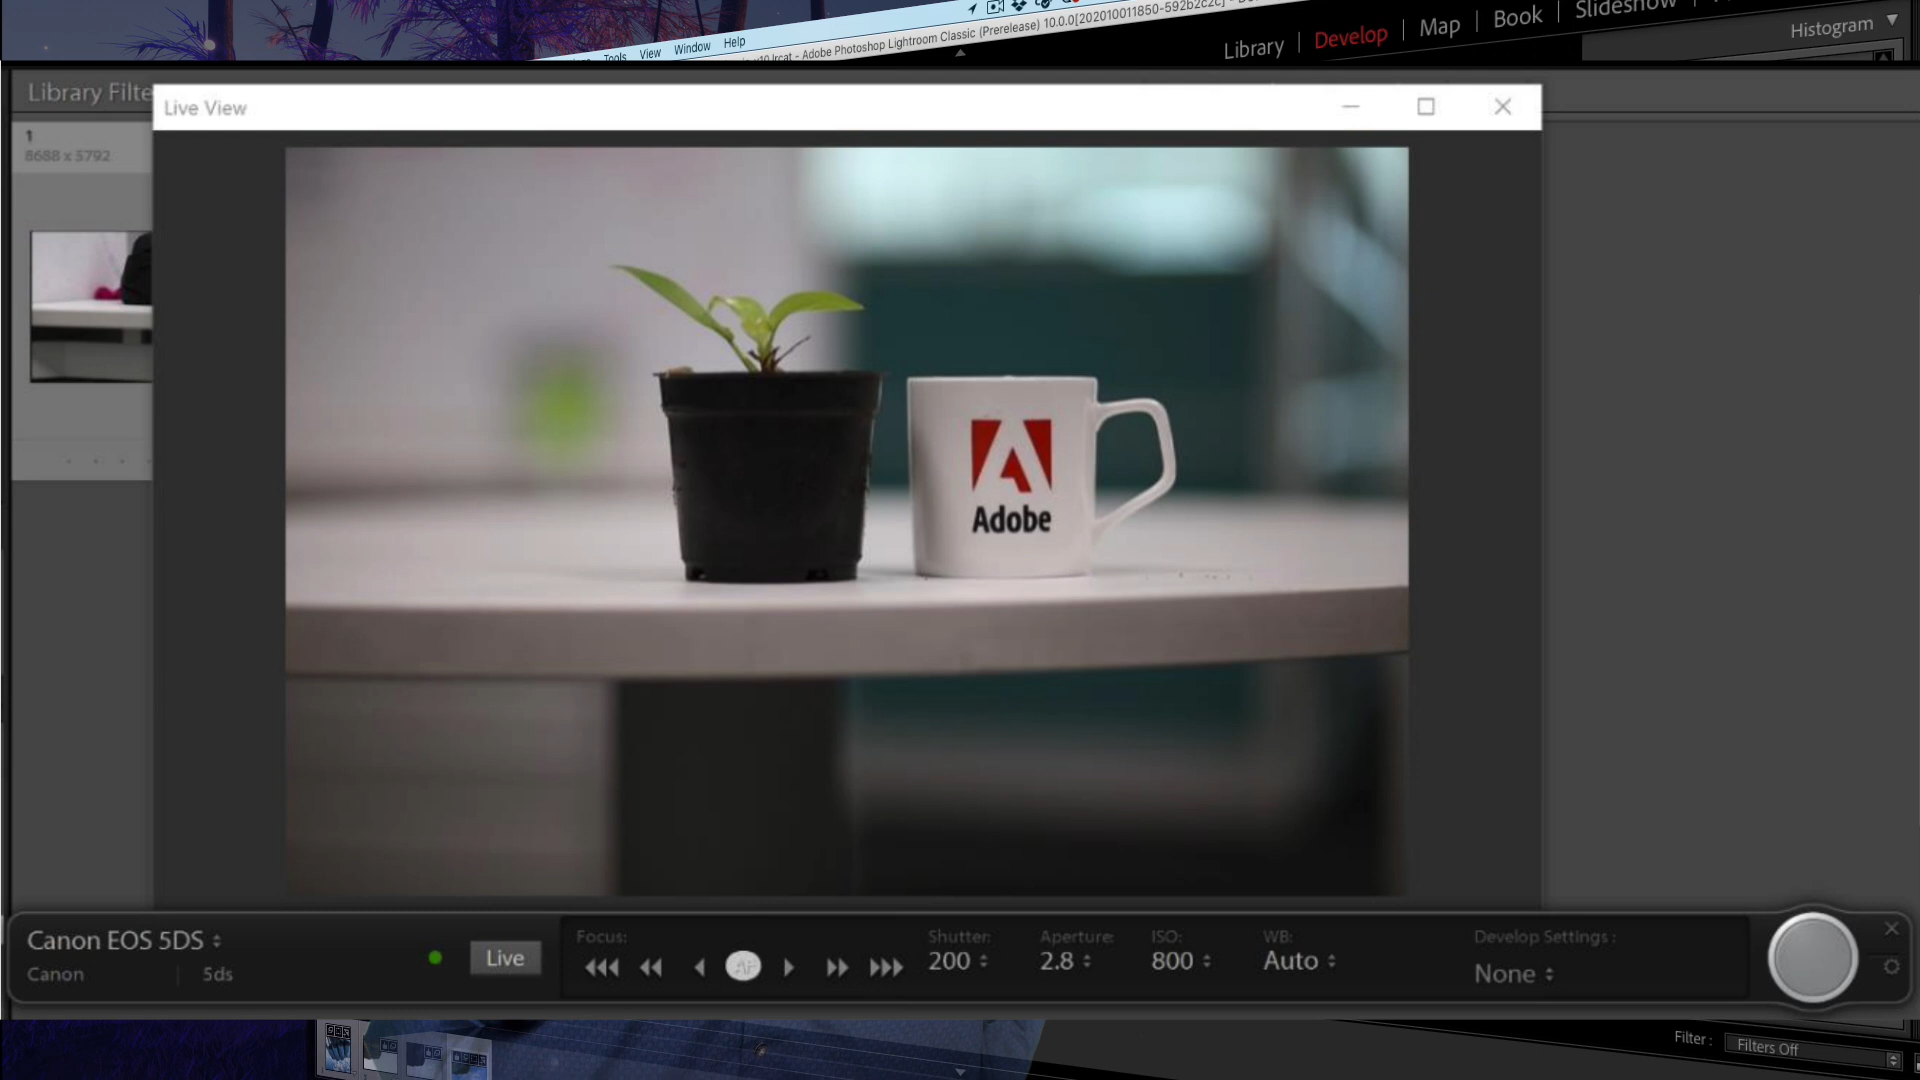 Tools View Window Help
- Adobe Photoshop Lightroom Classic (Prerelease) 10.0.0[202010011850-592b2c2c]
Library | Develop | Map | Book | Slideshow |
Histogram
Library Filte
Live View
1
8688 x 5792
Adobe
Canon EOS 5DS
Canon | 5ds
Live
Focus:
AF
Shutter:
200
Aperture:
2.8
ISO:
800
WB:
Auto
Develop Settings :
None
Filter :
Filters Off